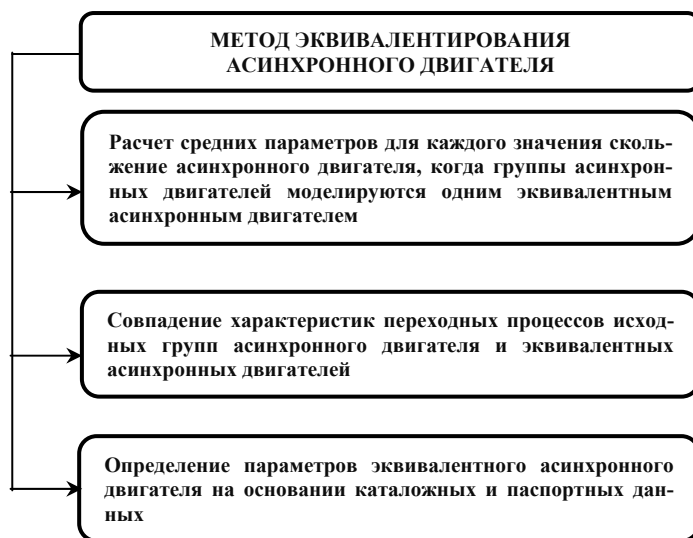 МЕТОД ЭКВИВАЛЕНТИРОВАНИЯ
АСИНХРОННОГО ДВИГАТЕЛЯ
Расчет средних параметров для каждого значения сколь-
жение асинхронного двигателя, когда группы асинхрон-
ных двигателей моделируются одним эквивалентным
асинхронным двигателем
Совпадение характеристик переходных процессов исход-
ных групп асинхронного двигателя и эквивалентных
асинхронных двигателей
Определение параметров эквивалентного асинхронного
двигателя на основании каталожных и паспортных дан-
ных